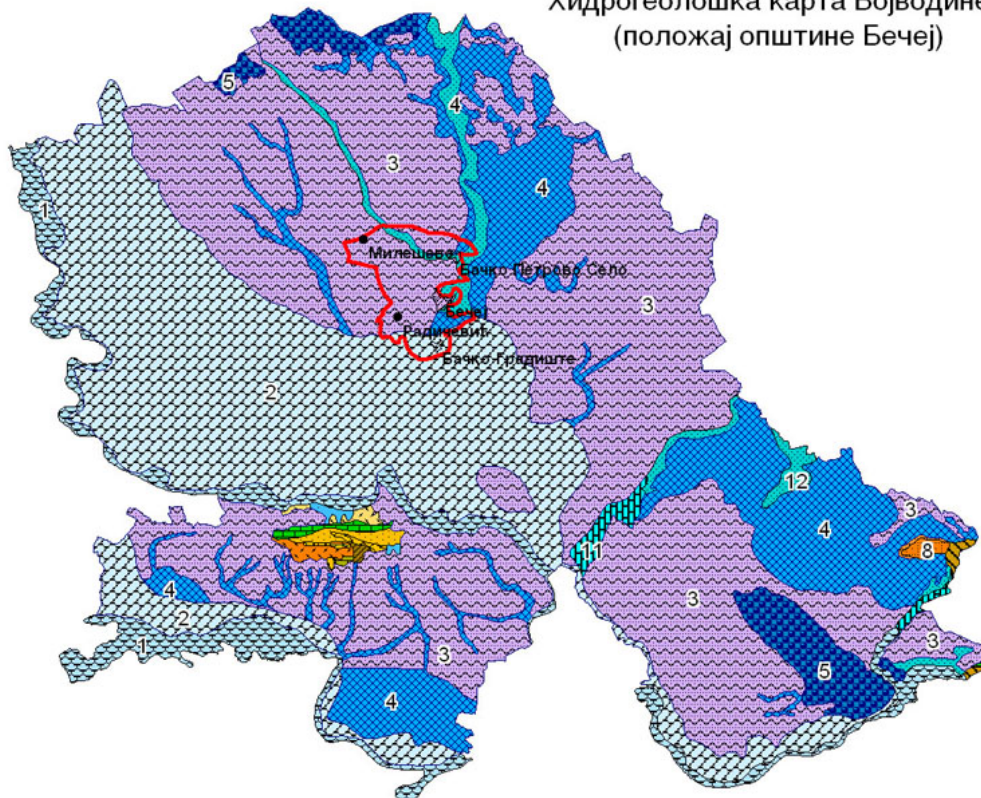 Хидрогеолошка карта Војводине
(положај општине Бечеј)
5
4
3
4
1
Милешево
Бачко Петрово Село
Бечеј
3
Радичевић
Бачко Градиште
2
12
3
4
11
8
4
3
2
3
1
3
5
4